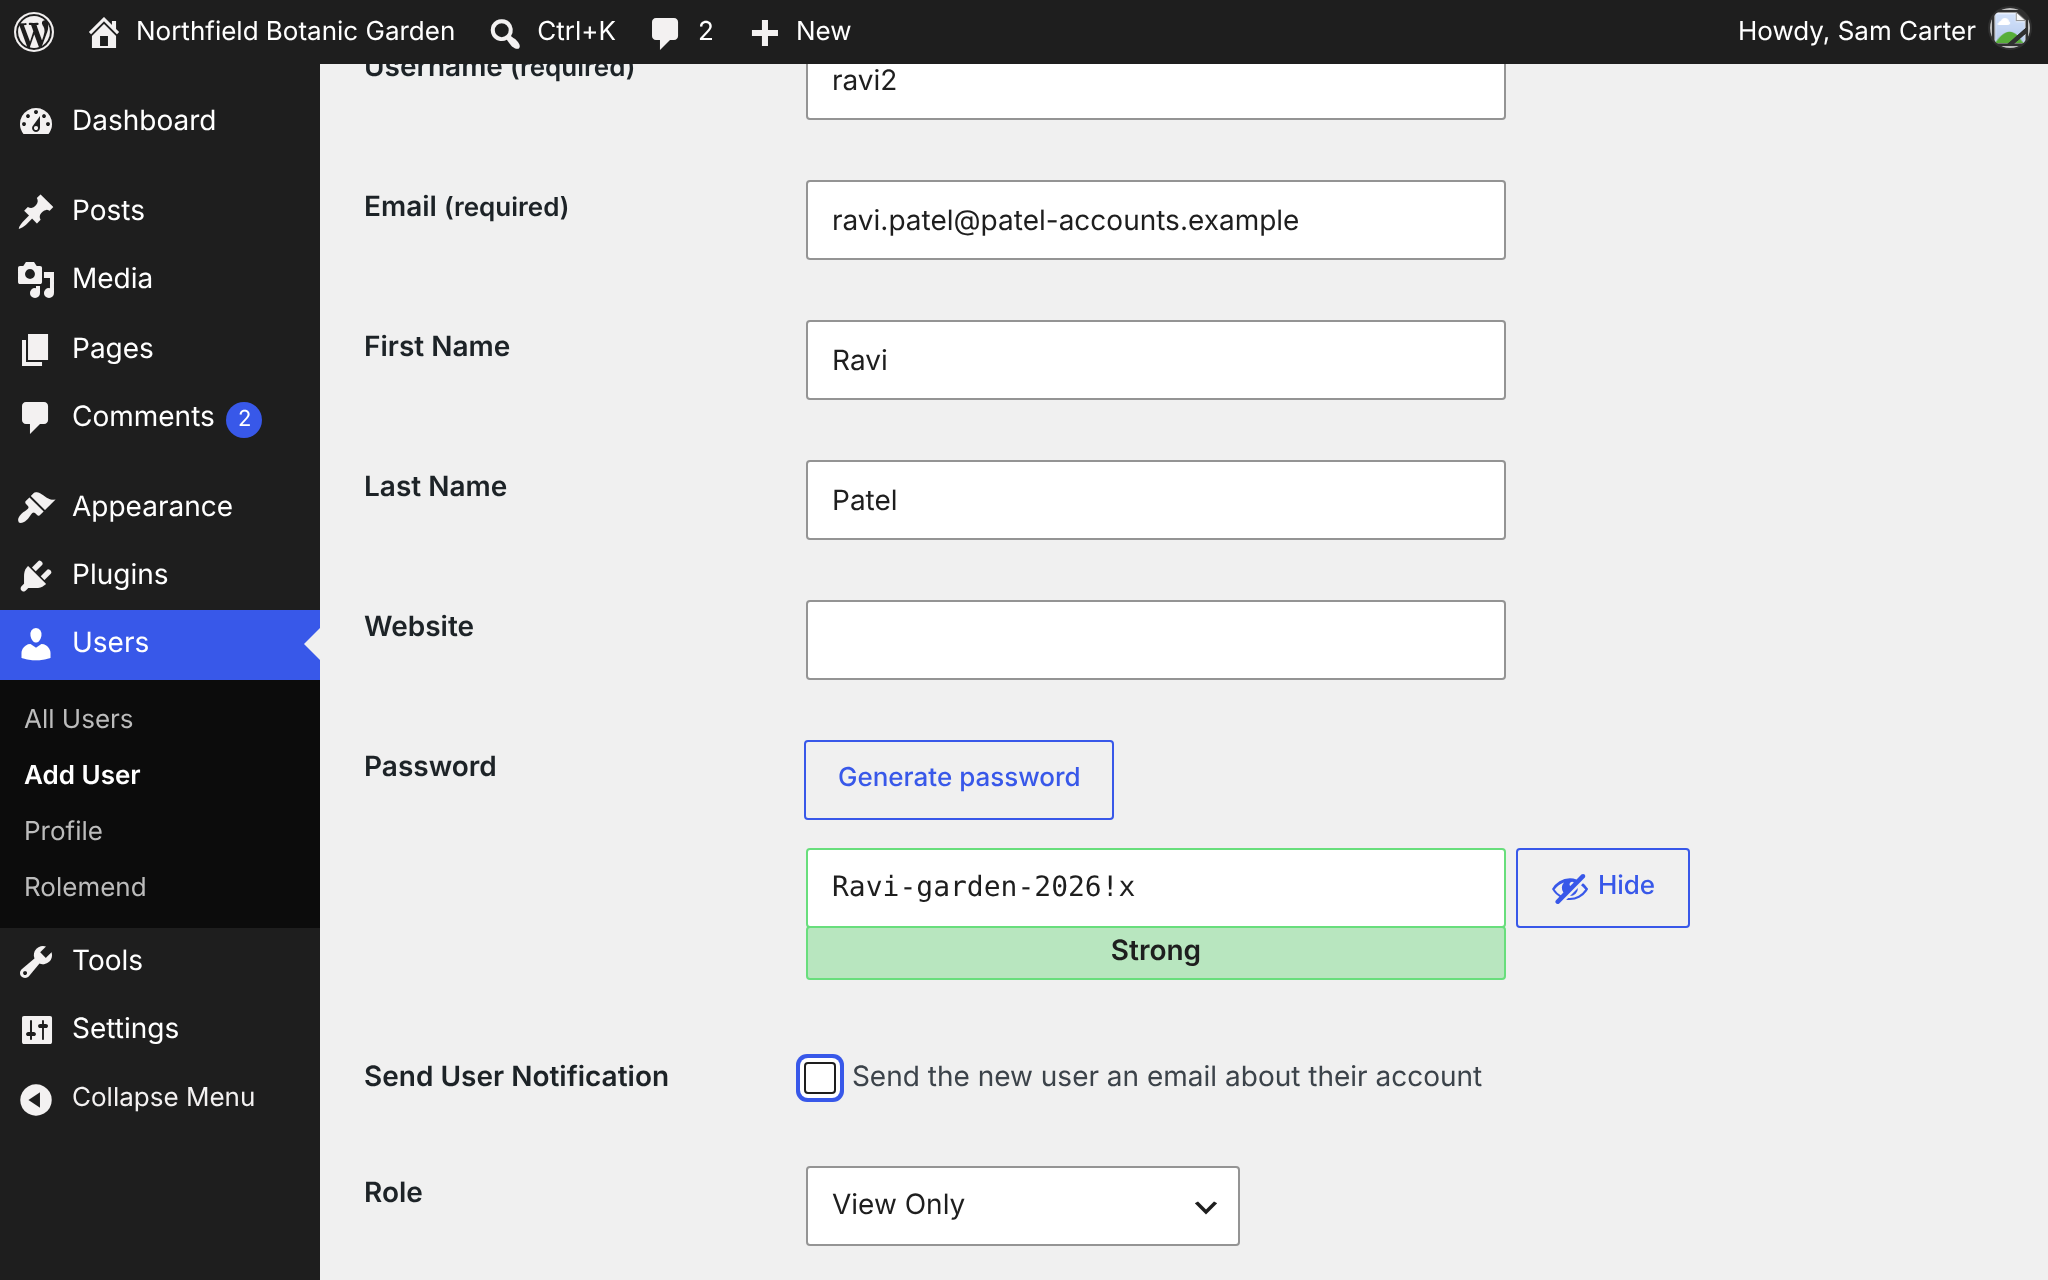 Northfield Botanic Garden Ctrl+K 2 New Howdy, Sam Carter
Dashboard
Posts
Media
Pages
Comments 2
Appearance
Plugins
Users
All Users
Add User
Profile
Rolemend
Tools
Settings
Collapse Menu
Username (required) ravi2
Email (required) ravi.patel@patel-accounts.example
First Name Ravi
Last Name Patel
Website
Password Generate password
Ravi-garden-2026!x Hide
Strong
Send User Notification Send the new user an email about their account
Role View Only